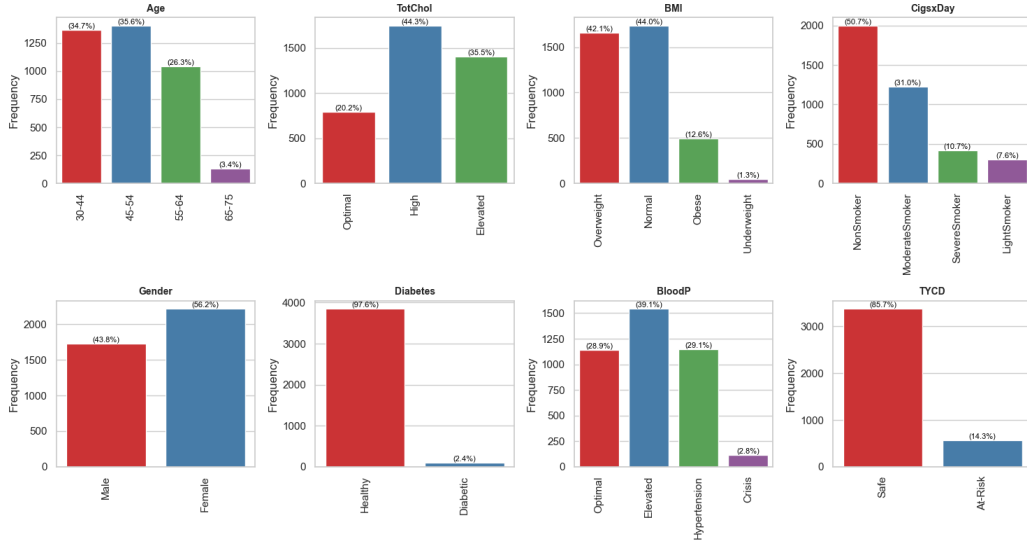 Age
Frequency
1250
1000
750
500
250
0
(34.7%)
(35.6%)
(26.3%)
(3.4%)
30-44
45-54
55-64
65-75
TotChol
1500
1000
500
0
(20.2%)
(44.3%)
(35.5%)
Optimal
High
Elevated
BMI
Frequency
1500
1000
500
0
(42.1%)
(44.0%)
(12.6%)
(1.3%)
Overweight
Normal
Obese
Underweight
CigsxDay
Frequency
2000
1500
1000
500
0
(50.7%)
(31.0%)
(10.7%)
(7.6%)
NonSmoker
ModerateSmoker
SevereSmoker
LightSmoker
Gender
Frequency
2000
1500
1000
500
0
(43.8%)
(56.2%)
Male
Female
Diabetes
Frequency
4000
3000
2000
1000
0
(97.6%)
(2.4%)
Healthy
Diabetic
BloodP
Frequency
1500
1250
1000
750
500
250
0
(28.9%)
(39.1%)
(29.1%)
(2.8%)
Optimal
Elevated
Hypertension
Crisis
TYCD
Frequency
3000
2000
1000
0
(85.7%)
(14.3%)
Safe
At-Risk